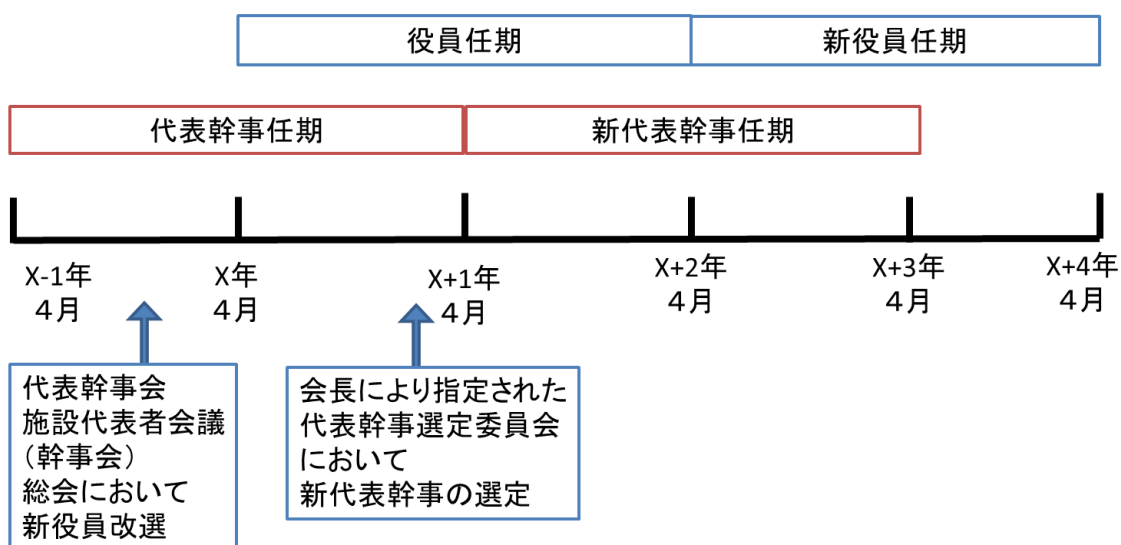 役員任期
新役員任期
代表幹事任期
新代表幹事任期
X-1年
４月
X年
４月
X+1年
４月
X+2年
４月
X+3年
４月
X+4年
４月
代表幹事会
施設代表者会議
（幹事会）
総会において
新役員改選
会長により指定された
代表幹事選定委員会
において
新代表幹事の選定